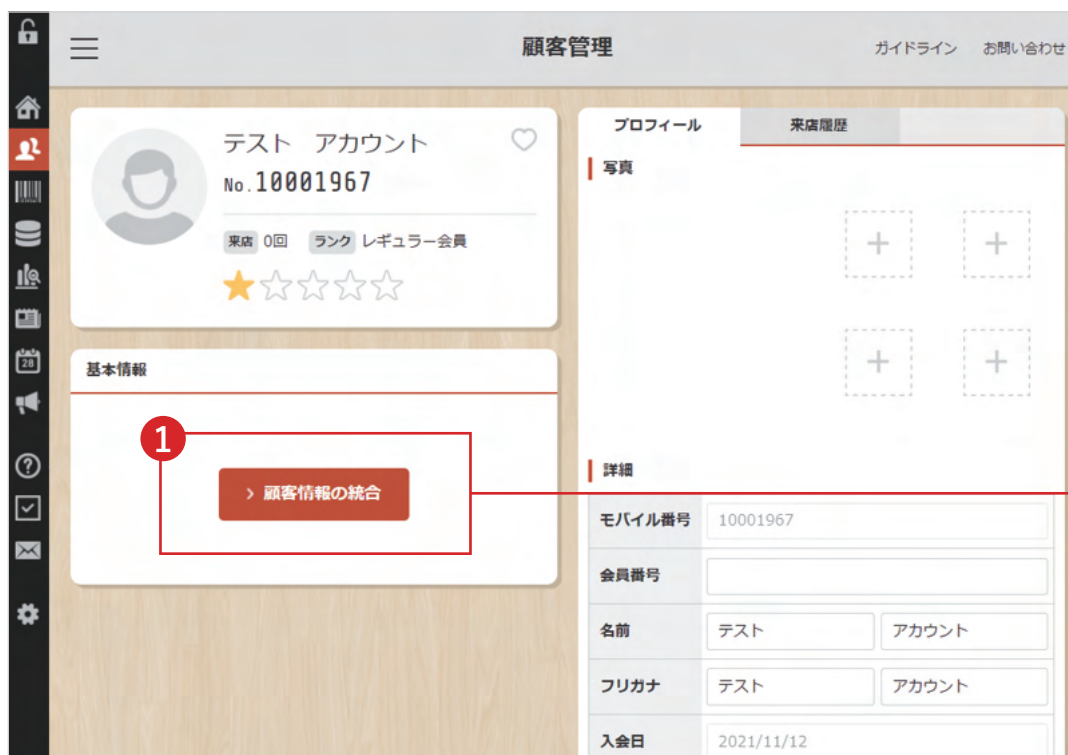 顧客管理
ガイドライン お問い合わせ
テスト アカウント
No.10001967
来店 0回 ランク レギュラー会員
基本情報
1
> 顧客情報の統合
プロフィール 来店履歴
写真
+ +
+ +
詳細
モバイル番号 10001967
会員番号
名前 テスト アカウント
フリガナ テスト アカウント
入会日 2021/11/12
28